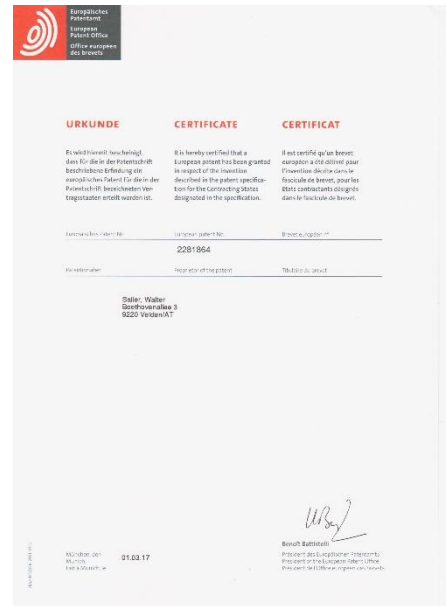 Europäisches
Patentamt
European
Patent Office
Office européen
des brevets
URKUNDE
Es wird hiermit bescheinigt,
dass für die in der Patentschrift
beschriebene Erfindung ein
europäisches Patent für die in der
Patentschrift bezeichneten Ver-
tragsstaaten erteilt worden ist.
CERTIFICATE
It is hereby certified that a
European patent has been granted
in respect of the invention
described in the patent specifica-
tion for the Contracting States
designated in the specification.
CERTIFICAT
Il est certifié qu'un brevet
européen a été délivré pour
l'invention décrite dans le
fascicule de brevet, pour les
Etats contractants désignés
dans le fascicule de brevet.
Europäisches Patent Nr.
European patent No.
Brevet européen n°
2281864
Patentinhaber
Proprietor of the patent
Titulaire du brevet
Walter
Beethovenallee 3
9220 Velden/AT
Benoît Battistelli
Präsident des Europäischen Patentamts
President of the European Patent Office
Président de l'Office européen des brevets
München, den
Munich,
Fait à Munich, le
01.03.17